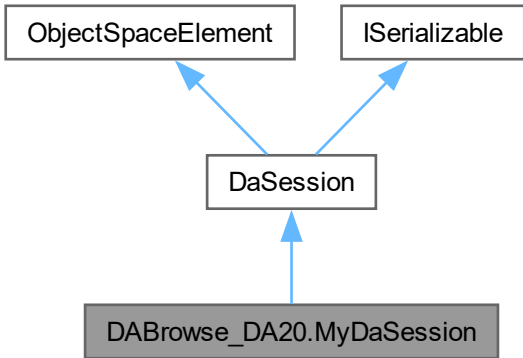 ObjectSpaceElement
ISerializable
DaSession
DABrowse_DA20.MyDaSession